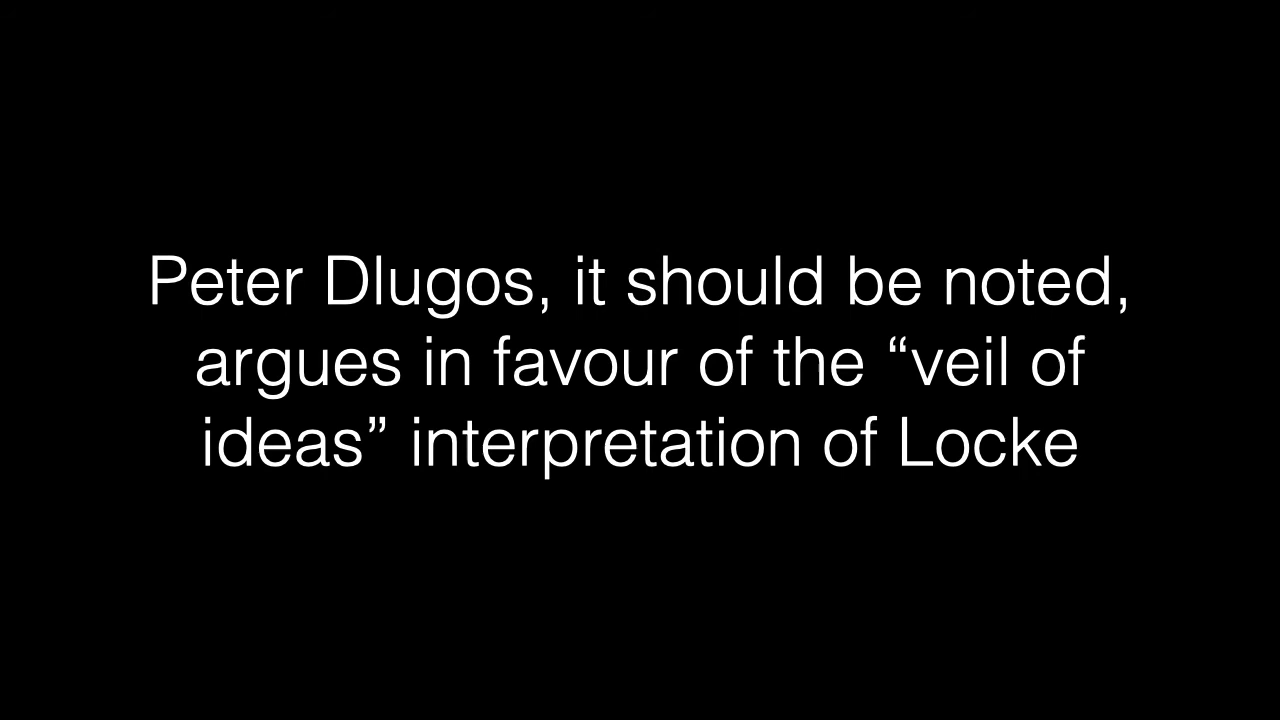 Peter Dlugos, it should be noted,
argues in favour of the “veil of
ideas” interpretation of Locke